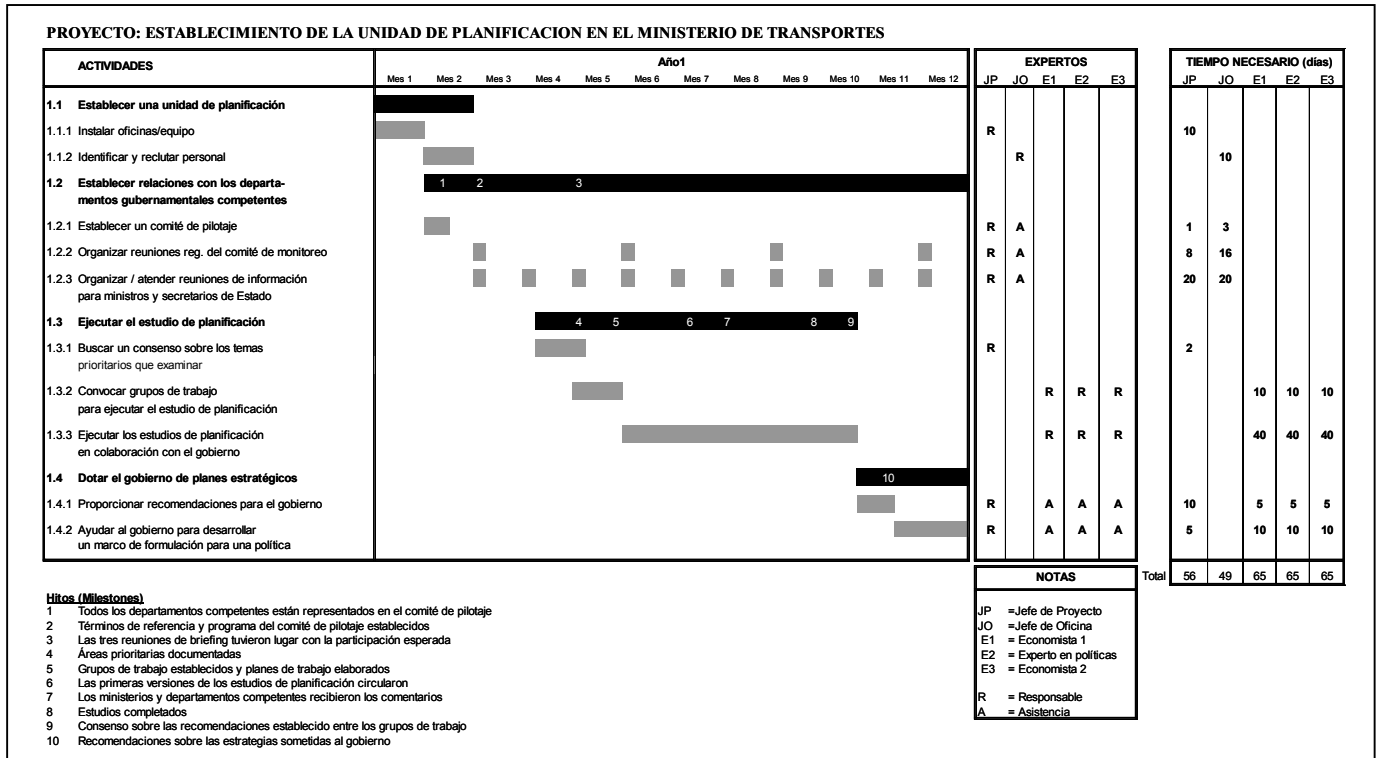 PROYECTO: ESTABLECIMIENTO DE LA UNIDAD DE PLANIFICACION EN EL MINISTERIO DE TRANSPORTES
ACTIVIDADES Año1 EXPERTOS TIEMPO NECESARIO (días)
Mes 1 Mes 2 Mes 3 Mes 4 Mes 5 Mes 6 Mes 7 Mes 8 Mes 9 Mes 10 Mes 11 Mes 12 JP JO E1 E2 E3 JP JO E1 E2 E3
1.1 Establecer una unidad de planificación
1.1.1 Instalar oficinas/equipo R 10
1.1.2 Identificar y reclutar personal R 10
1.2 Establecer relaciones con los departa- 1 2 3
mentos gubernamentales competentes
1.2.1 Establecer un comité de pilotaje R A 1 3
1.2.2 Organizar reuniones reg. del comité de monitoreo R A 8 16
1.2.3 Organizar / atender reuniones de información R A 20 20
para ministros y secretarios de Estado
1.3 Ejecutar el estudio de planificación 4 5 6 7 8 9
1.3.1 Buscar un consenso sobre los temas R 2
prioritarios que examinar
1.3.2 Convocar grupos de trabajo R R R 10 10 10
para ejecutar el estudio de planificación
1.3.3 Ejecutar los estudios de planificación R R R 40 40 40
en colaboración con el gobierno
1.4 Dotar el gobierno de planes estratégicos 10
1.4.1 Proporcionar recomendaciones para el gobierno R A A A 10 5 5 5
1.4.2 Ayudar al gobierno para desarrollar R A A A 5 10 10 10
un marco de formulación para una política
NOTAS Total 56 49 65 65 65
Hitos (Milestones)
1 Todos los departamentos competentes están representados en el comité de pilotaje
2 Términos de referencia y programa del comité de pilotaje establecidos
3 Las tres reuniones de briefing tuvieron lugar con la participación esperada
4 Áreas prioritarias documentadas
5 Grupos de trabajo establecidos y planes de trabajo elaborados
6 Las primeras versiones de los estudios de planificación circularon
7 Los ministerios y departamentos competentes recibieron los comentarios
8 Estudios completados
9 Consenso sobre las recomendaciones establecido entre los grupos de trabajo
10 Recomendaciones sobre las estrategias sometidas al gobierno
JP =Jefe de Proyecto
JO =Jefe de Oficina
E1 = Economista 1
E2 = Experto en políticas
E3 = Economista 2
R = Responsable
A = Asistencia